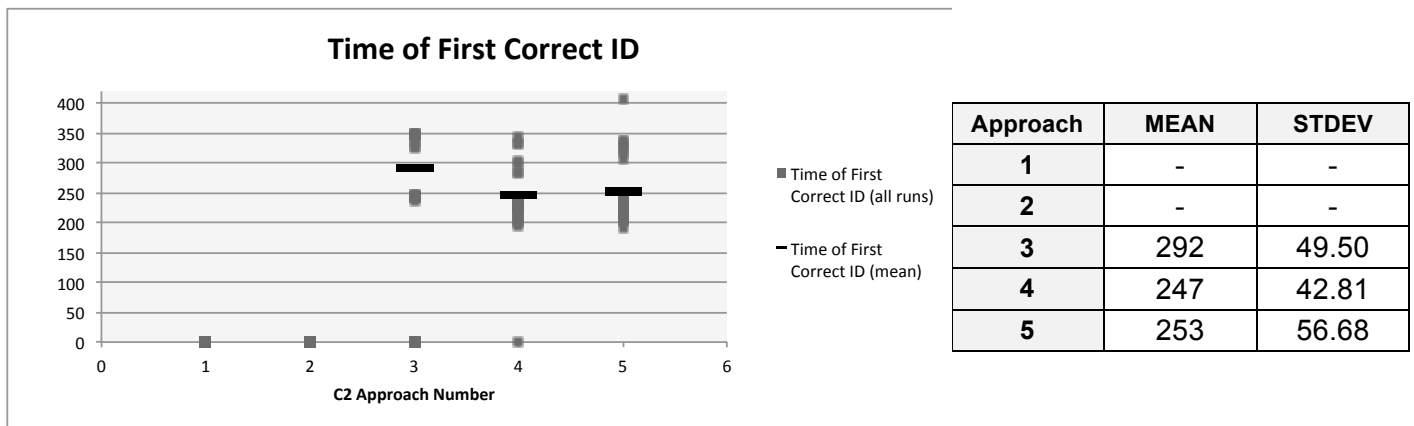 Time of First Correct ID
400
350
300
250
200
150
100
50
0
0 1 2 3 4 5 6
C2 Approach Number
Time of First
Correct ID (all runs)
Time of First
Correct ID (mean)
Approach MEAN STDEV
1 - -
2 - -
3 292 49.50
4 247 42.81
5 253 56.68